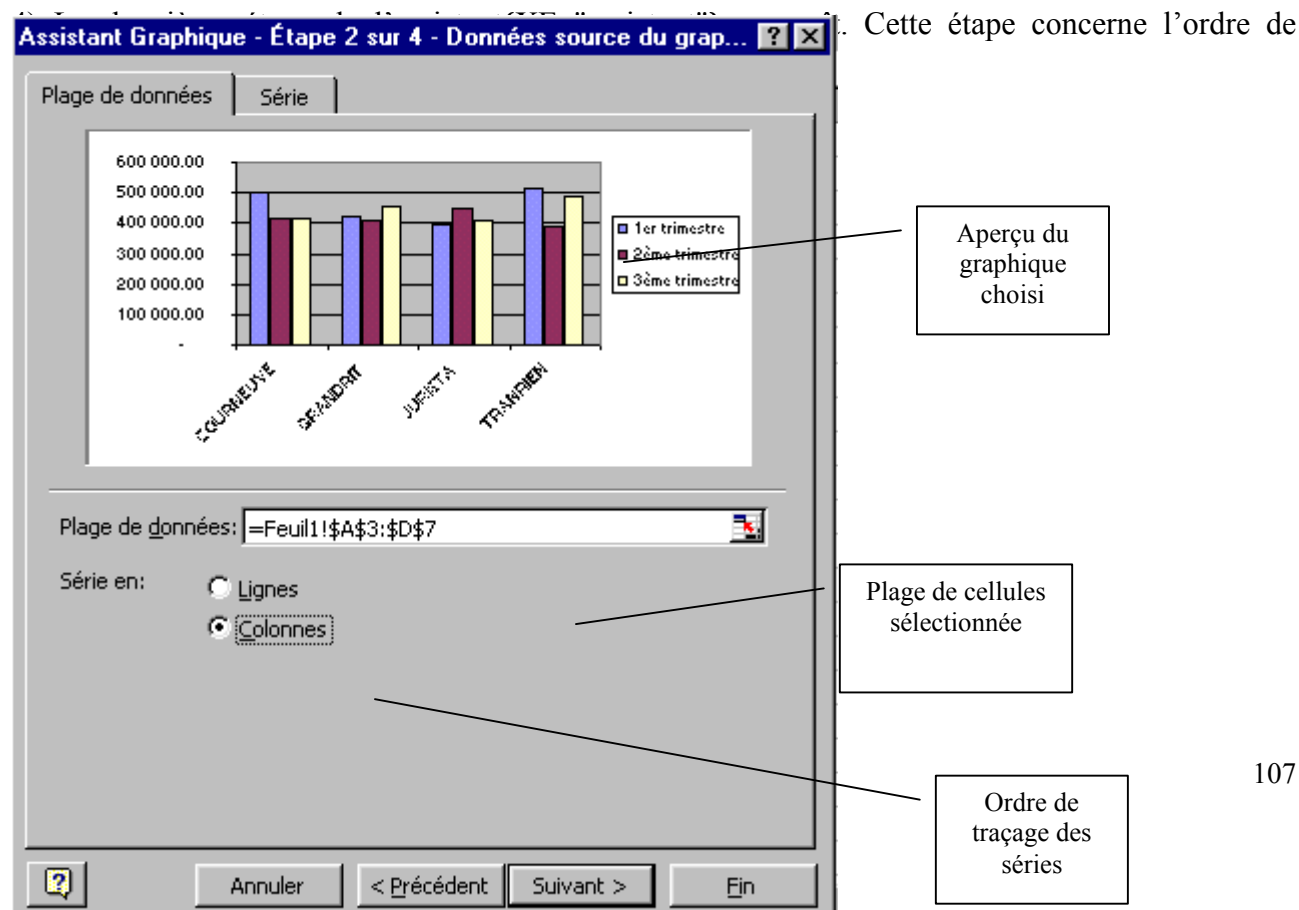 . Cette étape concerne l’ordre de
Assistant Graphique - Étape 2 sur 4 - Données source du grap...
Plage de données
Série
600 000.00
500 000.00
400 000.00
300 000.00
200 000.00
100 000.00
-
COURNEUVE
GRANDRIT
TRANRIEN
1er trimestre
2ème trimestre
3ème trimestre
Aperçu du
graphique
choisi
Plage de données: =Feuil1!$A$3:$D$7
Série en:
Lignes
Colonnes
Plage de cellules
sélectionnée
Ordre de
traçage des
séries
107
Annuler
< Précédent
Suivant >
Fin